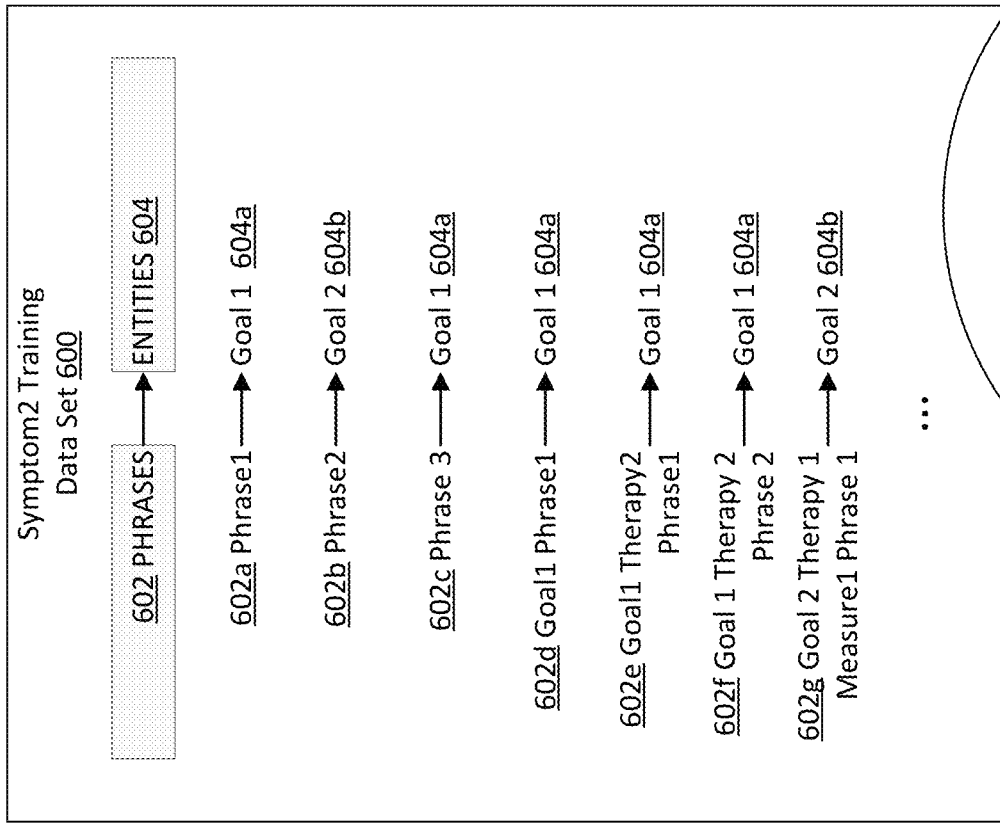 Symptom2 Training
Data Set 600
602 PHRASES
ENTITIES 604
602a Phrase1
Goal 1 604a
602b Phrase2
Goal 2 604b
602c Phrase 3
Goal 1 604a
602d Goal1 Phrase1
Goal 1 604a
602e Goal1 Therapy2
Phrase1
Goal 1 604a
602f Goal 1 Therapy 2
Phrase 2
Goal 1 604a
602g Goal 2 Therapy 1
Measure1 Phrase 1
Goal 2 604b
...